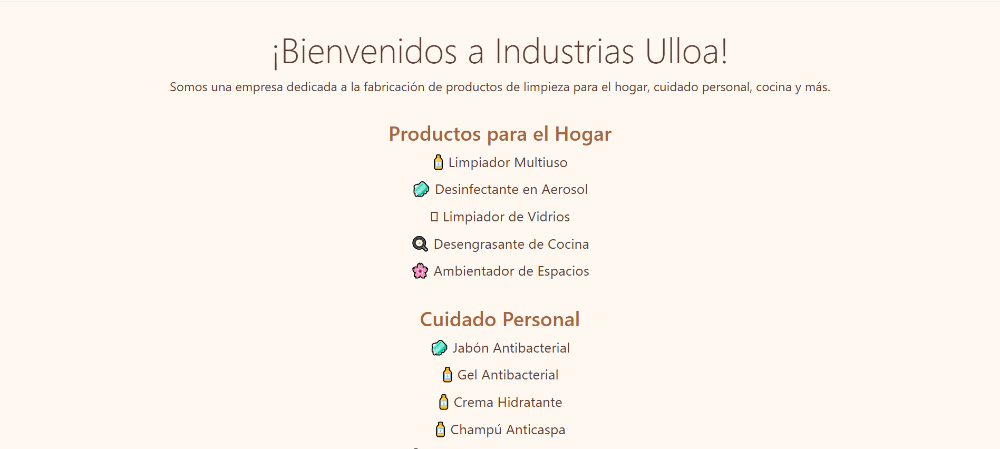 ¡Bienvenidos a Industrias Ulloa!
Somos una empresa dedicada a la fabricación de productos de limpieza para el hogar, cuidado personal, cocina y más.
Productos para el Hogar
Limpiador Multiuso
Desinfectante en Aerosol
Limpiador de Vidrios
Desengrasante de Cocina
Ambientador de Espacios
Cuidado Personal
Jabón Antibacterial
Gel Antibacterial
Crema Hidratante
Champú Anticaspa